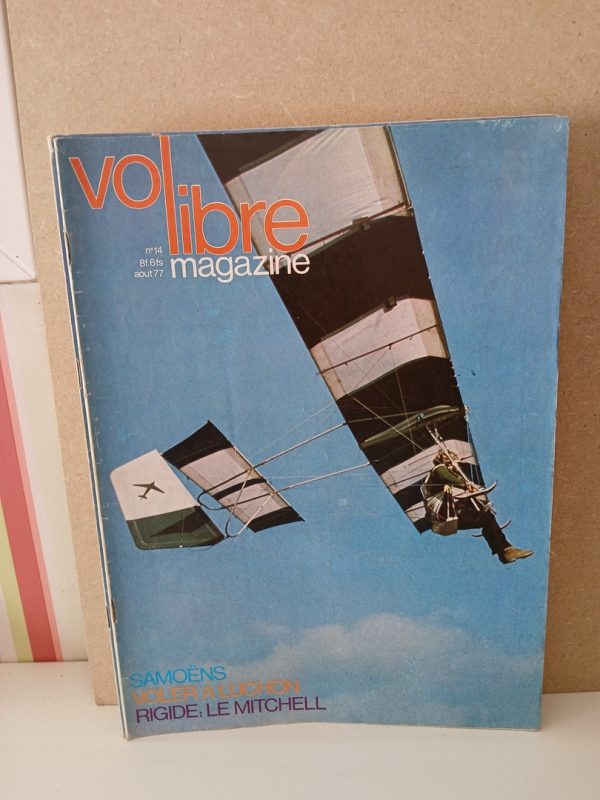 vol libre
magazine
n°14
8f.6fs
aout 77
SAMOËNS
VOLER A LUCHON
RIGIDE: LE MITCHELL